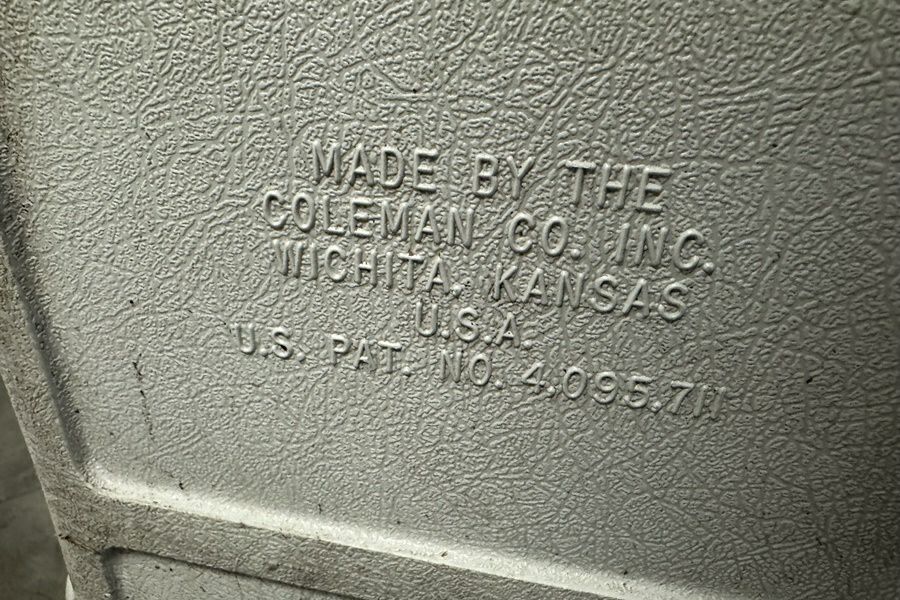 MADE BY THE
COLEMAN CO. INC.
WICHITA, KANSAS
U.S.A.
U.S. PAT. NO. 4,095,711